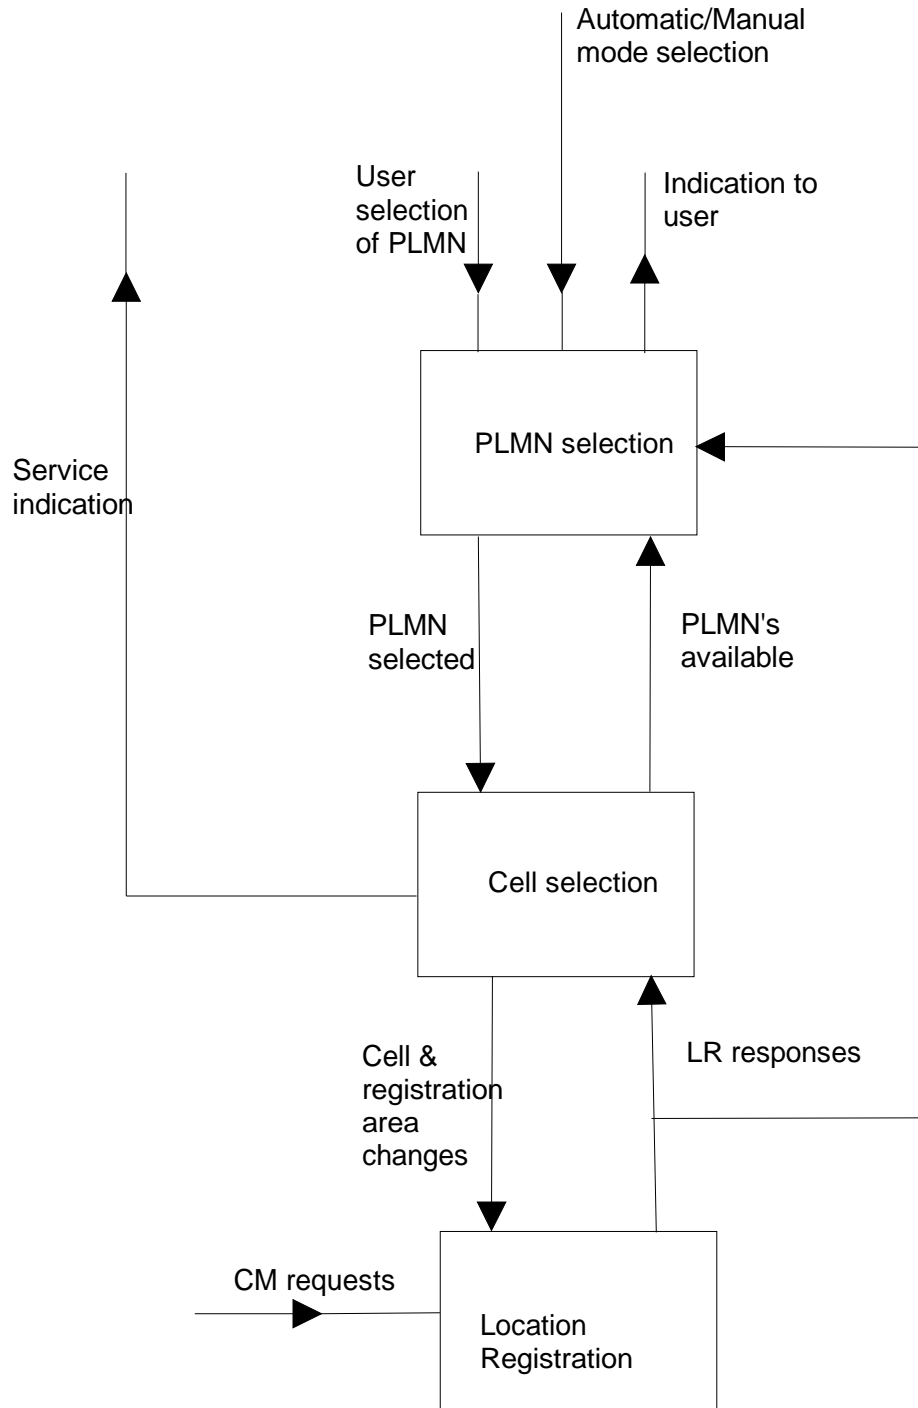 Automatic/Manual
mode selection
User
selection
of PLMN
Indication to
user
PLMN selection
Service
indication
PLMN
selected
PLMN's
available
Cell selection
Cell &
registration
area
changes
LR responses
CM requests
Location
Registration